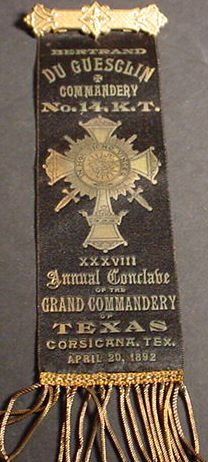 BERTRAND
DU GUESCLIN
COMMANDERY
No. 14, K.T.
XXXVIII
Annual Conclave
OF THE
GRAND COMMANDERY
OF
TEXAS
CORSICANA, TEX.
APRIL 20, 1892